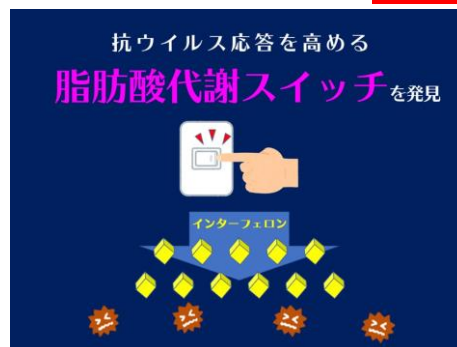 抗ウイルス応答を高める
脂肪酸代謝スイッチを発見
インターフェロン